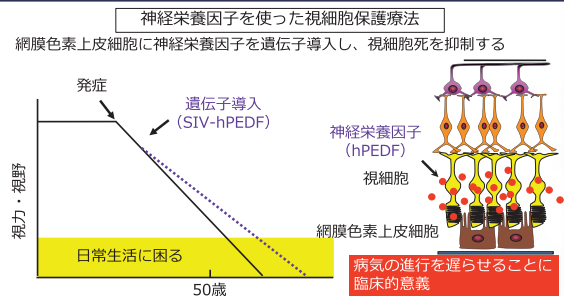 神経栄養因子を使った視細胞保護療法
網膜色素上皮細胞に神経栄養因子を遺伝子導入し、視細胞死を抑制する
発症
遺伝子導入
（SIV-hPEDF）
視力・視野
日常生活に困る
50歳
神経栄養因子
（hPEDF）
視細胞
網膜色素上皮細胞
病気の進行を遅らせることに
臨床的意義